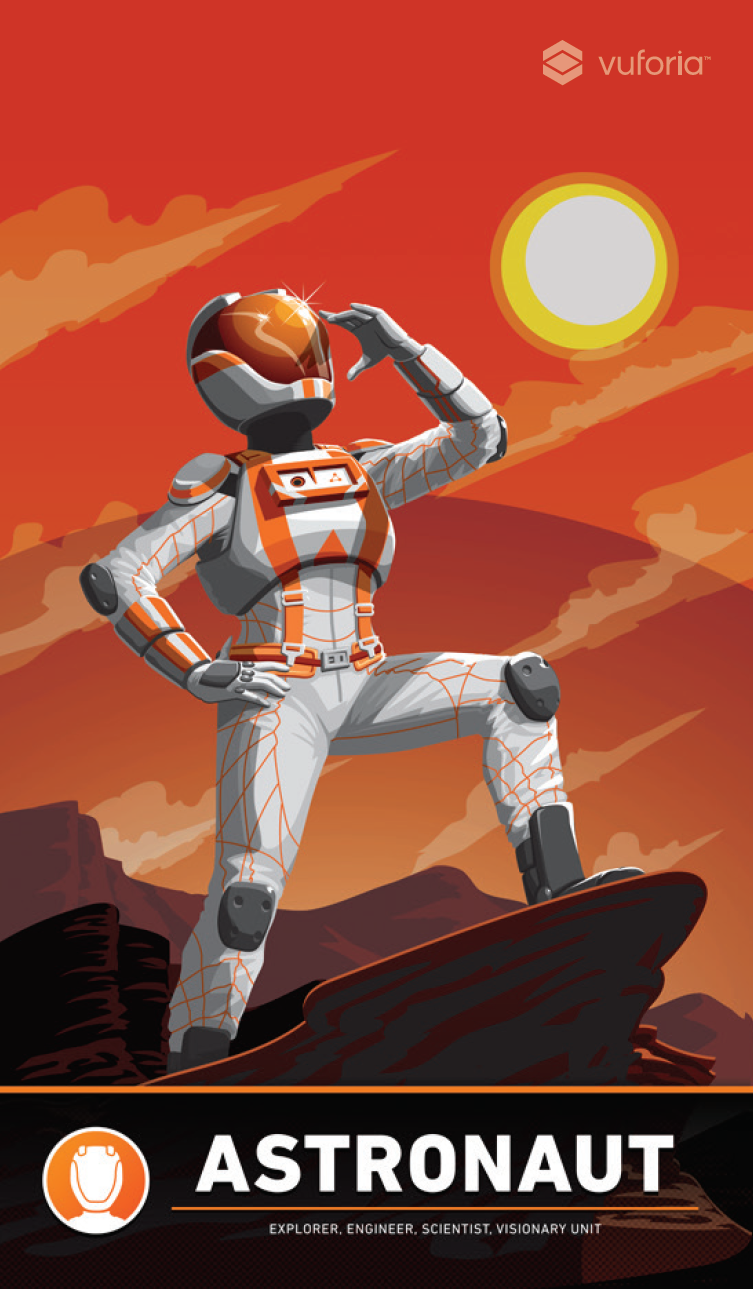 vuforia™
ASTRONAUT
EXPLORER, ENGINEER, SCIENTIST, VISIONARY UNIT